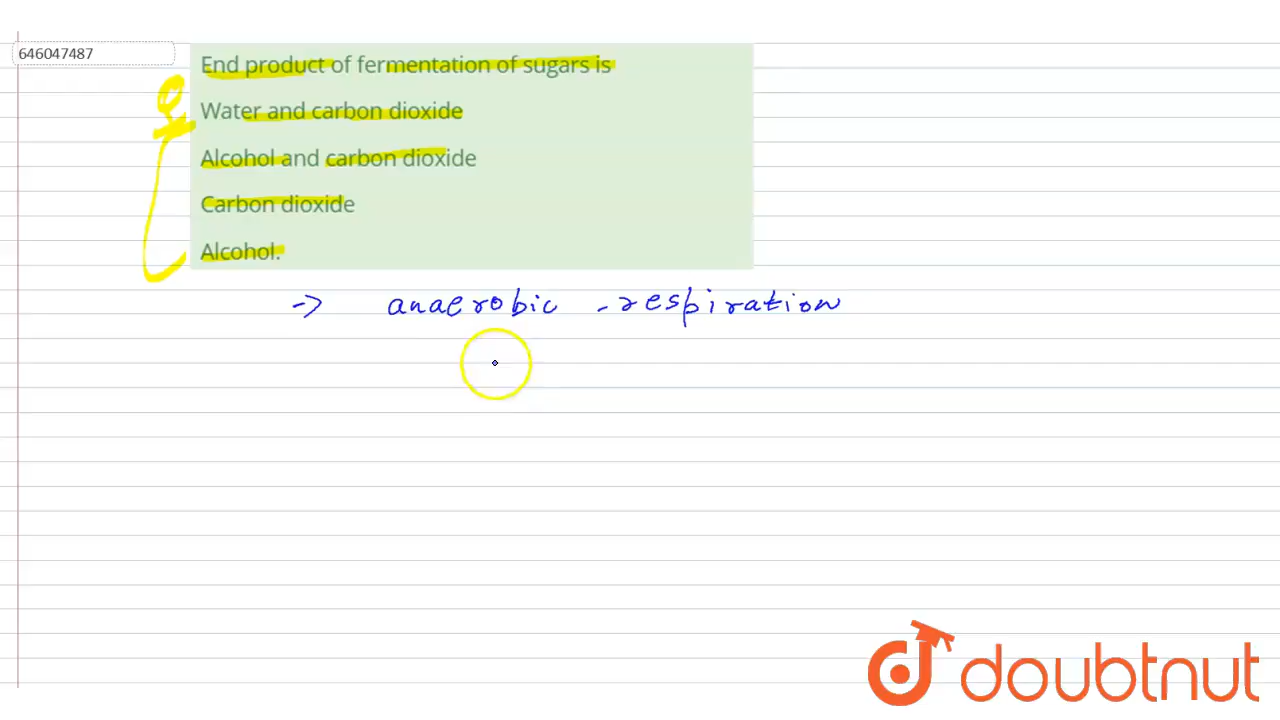 646047487
End product of fermentation of sugars is
Water and carbon dioxide
Alcohol and carbon dioxide
Carbon dioxide
Alcohol.
→ anaerobic - respiration
doubtnut